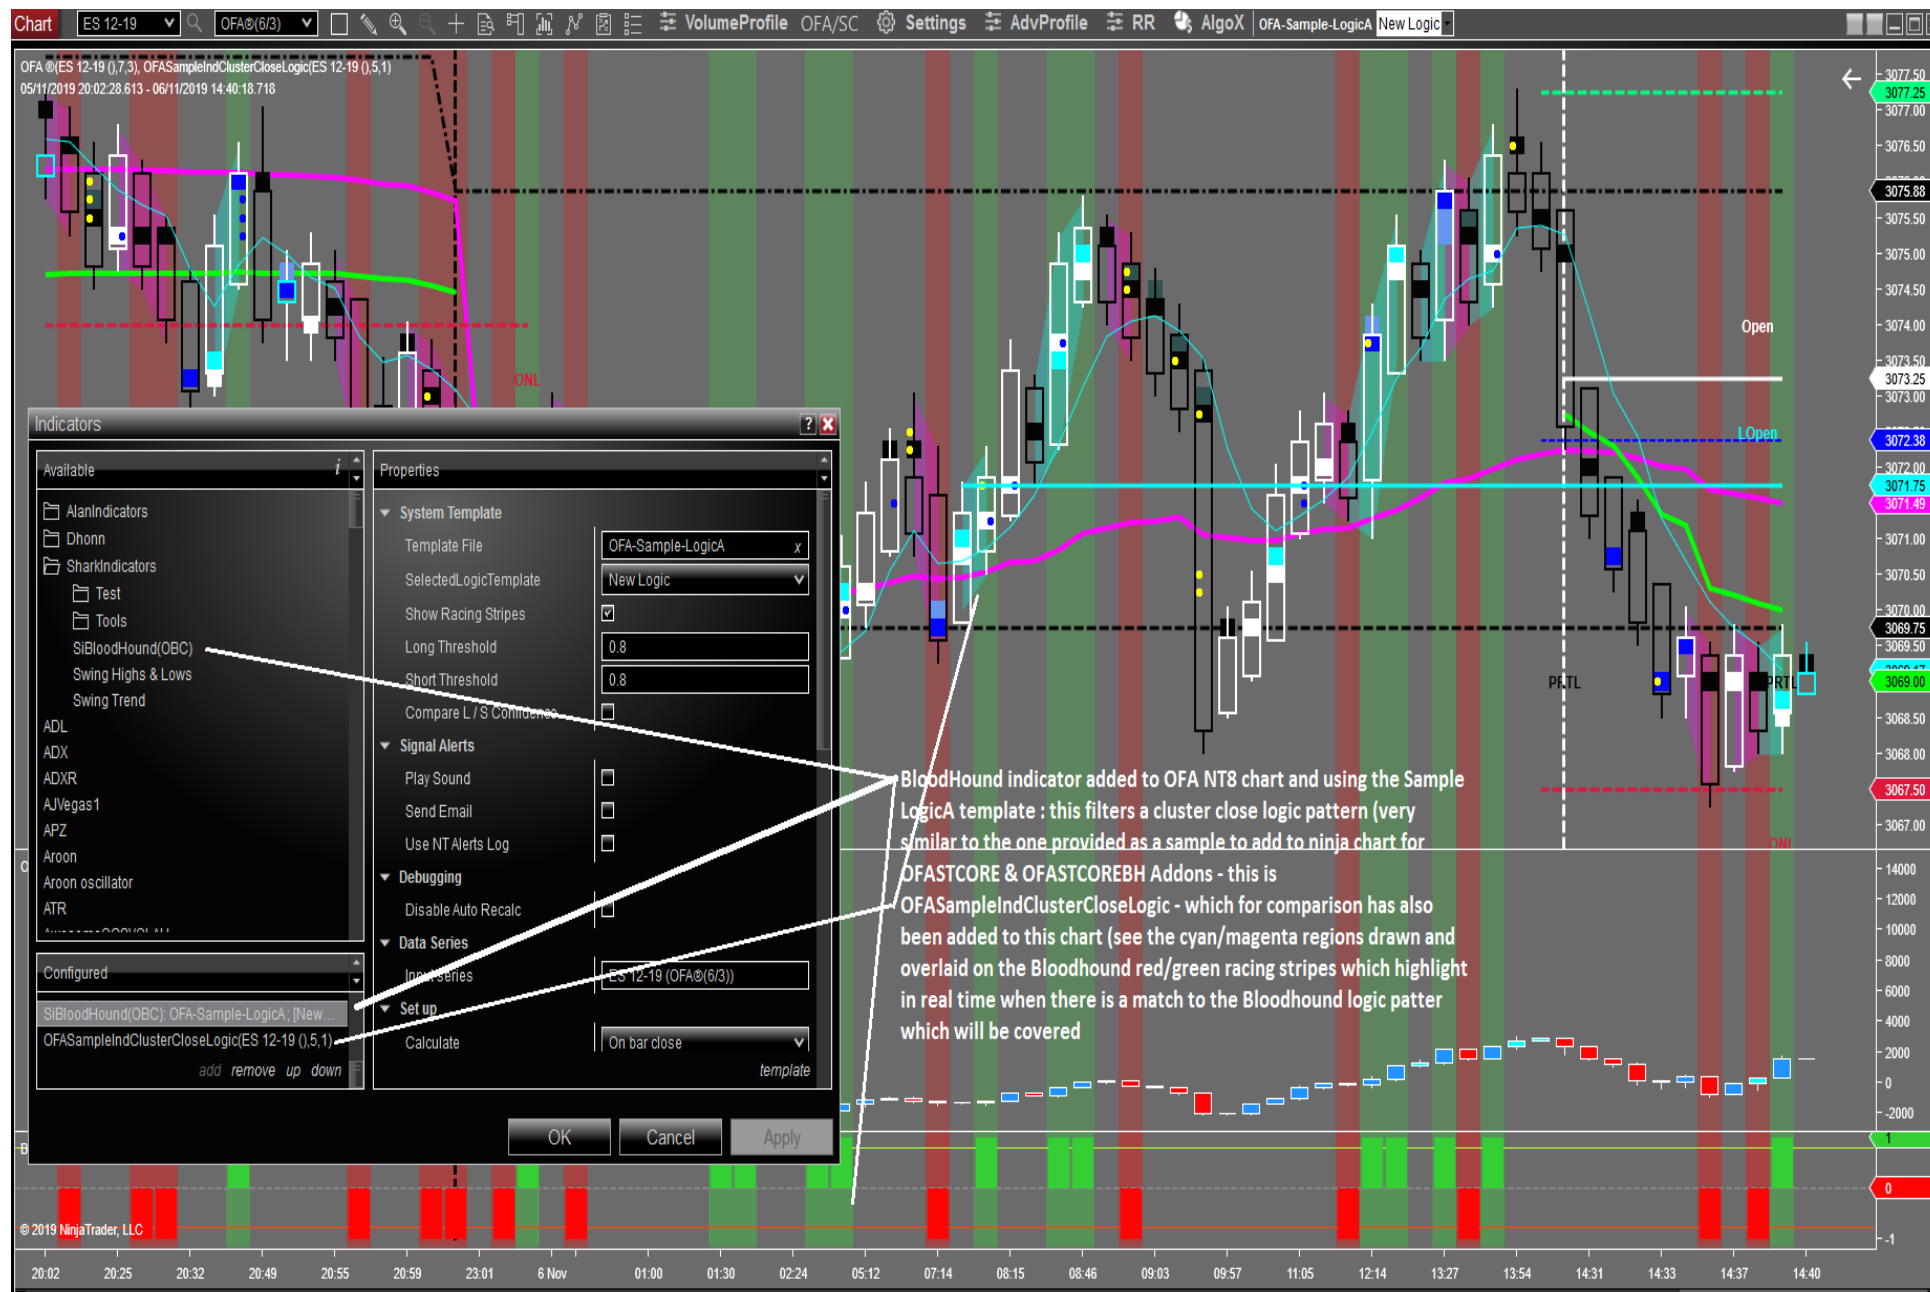 Chart ES 12-19 OFA®(6/3) VolumeProfile OFA/SC Settings AdvProfile RR AlgoX OFA-Sample-LogicA New Logic
OFA ®(ES 12-19 (),7,3), OFASampleIndClusterCloseLogic(ES 12-19 (),5,1)
05/11/2019 20:02:28.613 - 06/11/2019 14:40:18.718
3077.50
3077.25
3077.00
3076.50
3075.88
3075.50
3075.00
3074.50
3074.00
Open
3073.50
ONL
3073.25
3073.00
LOpen
3072.38
3072.00
3071.75
3071.49
3071.00
3070.50
3070.00
3069.75
3069.50
3069.17
PRTL
PRTL
3069.00
3068.50
3068.00
3067.50
3067.00
ONL
Indicators
?
Available
i
AlanIndicators
Dhonn
SharkIndicators
Test
Tools
SiBloodHound(OBC)
Swing Highs & Lows
Swing Trend
ADL
ADX
ADXR
AJVegas1
APZ
Aroon
Aroon oscillator
ATR
Configured
SiBloodHound(OBC): OFA-Sample-LogicA; [New...
OFASampleIndClusterCloseLogic(ES 12-19 (),5,1)
add remove up down
Properties
System Template
Template File OFA-Sample-LogicA x
SelectedLogicTemplate New Logic
Show Racing Stripes
Long Threshold 0.8
Short Threshold 0.8
Compare L / S Confidence
Signal Alerts
Play Sound
Send Email
Use NT Alerts Log
Debugging
Disable Auto Recalc
Data Series
Input series ES 12-19 (OFA®(6/3))
Set up
Calculate On bar close
template
OK Cancel Apply
BloodHound indicator added to OFA NT8 chart and using the Sample
LogicA template : this filters a cluster close logic pattern (very
similar to the one provided as a sample to add to ninja chart for
OFASTCORE & OFASTCOREBH Addons - this is
OFASampleIndClusterCloseLogic - which for comparison has also
been added to this chart (see the cyan/magenta regions drawn and
overlaid on the Bloodhound red/green racing stripes which highlight
in real time when there is a match to the Bloodhound logic patter
which will be covered
14000
12000
10000
8000
6000
4000
2000
0
-2000
1
0
-1
© 2019 NinjaTrader, LLC
20:02 20:25 20:32 20:49 20:55 20:59 23:01 6 Nov 01:00 01:30 02:24 05:12 07:14 08:15 08:46 09:03 09:57 11:05 12:14 13:27 13:54 14:31 14:33 14:37 14:40